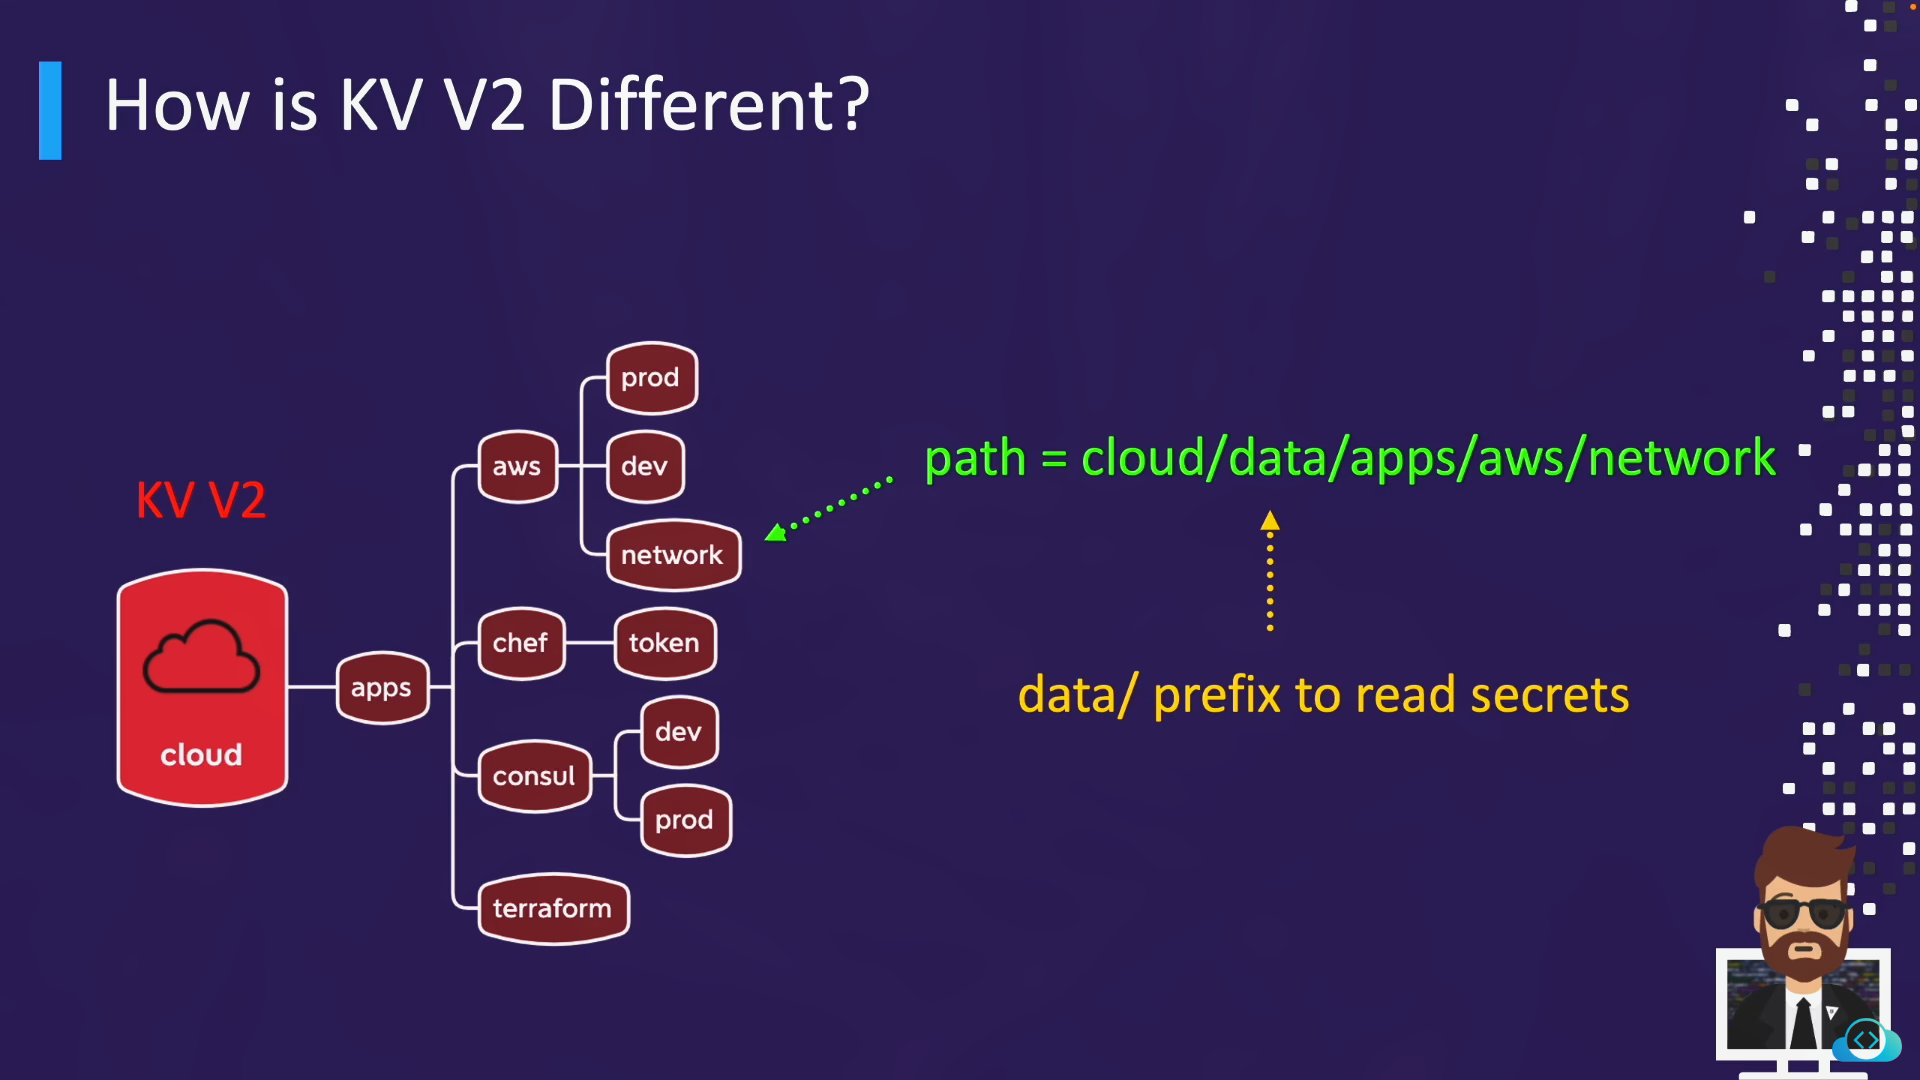 How is KV V2 Different?
prod
aws
dev
path = cloud/data/apps/aws/network
KV V2
network
chef
token
data/ prefix to read secrets
apps
dev
cloud
consul
prod
terraform